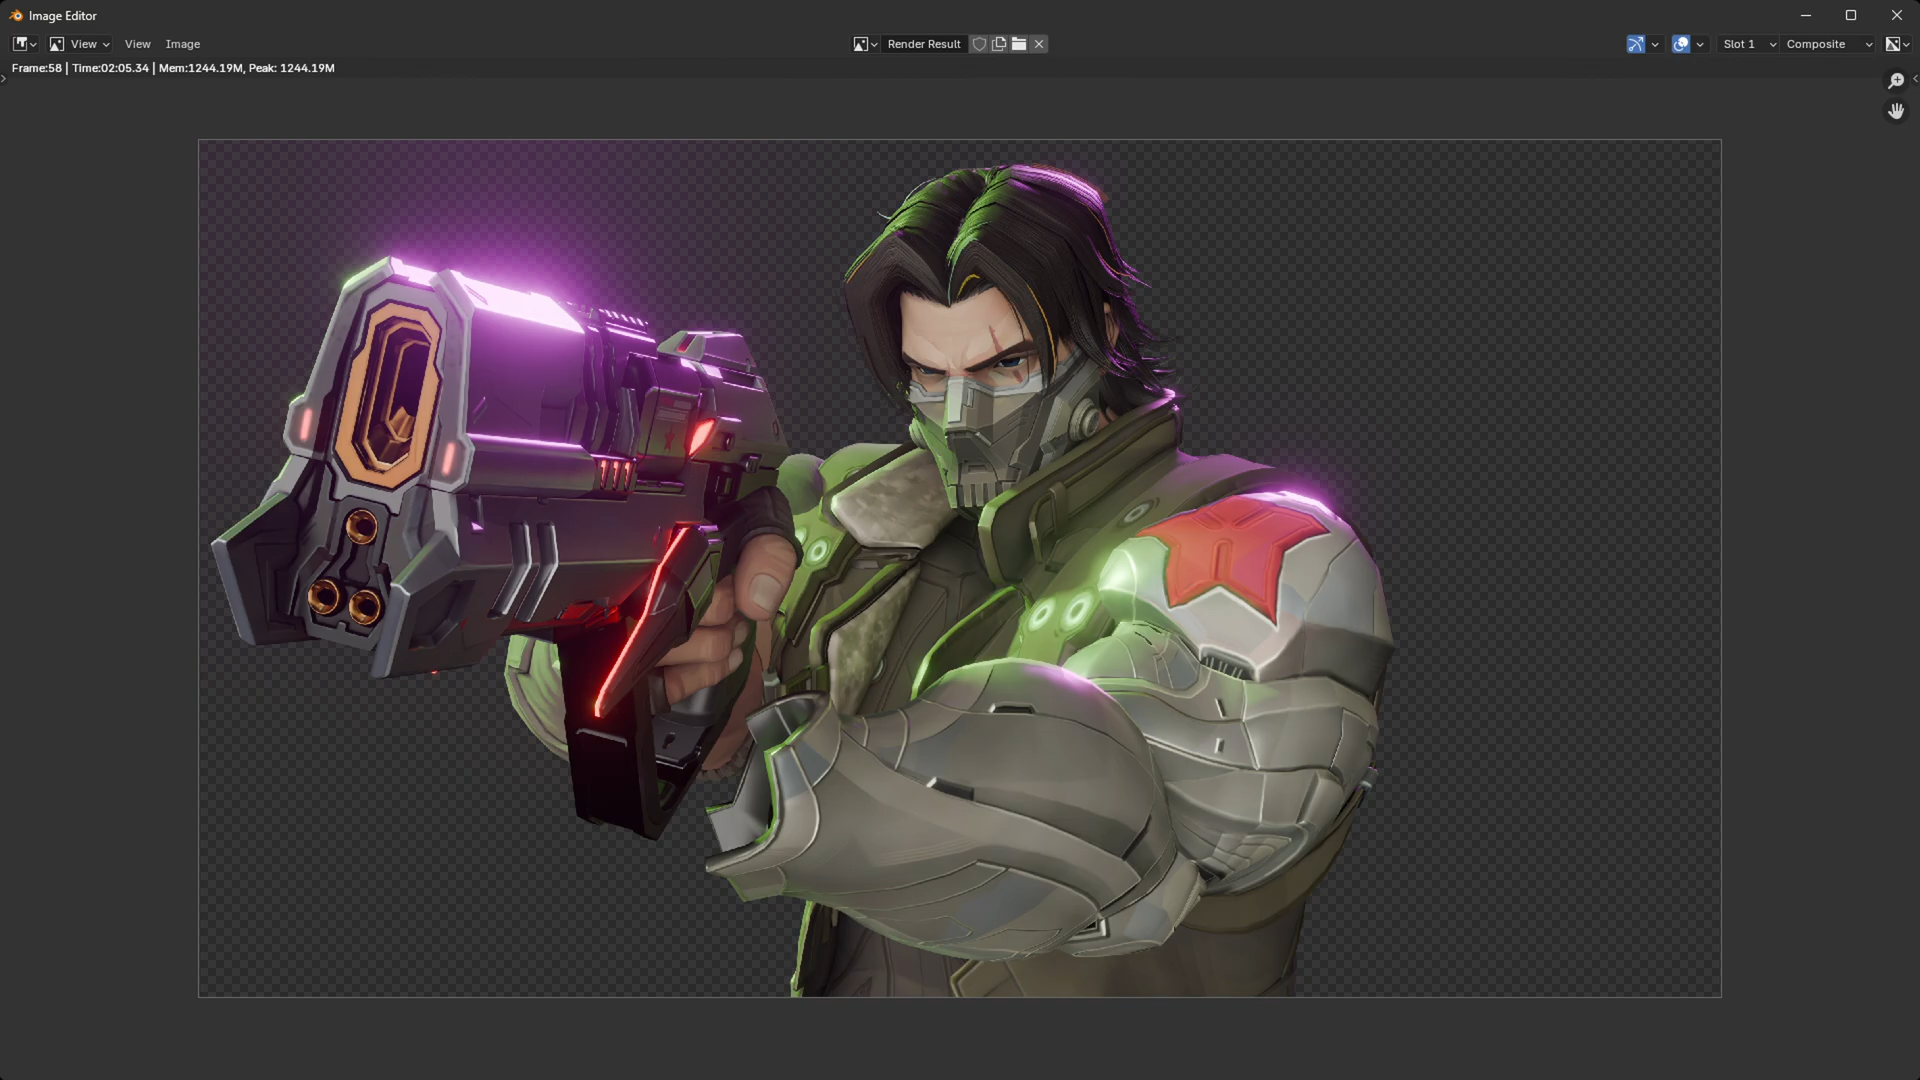 Image Editor
View View Image Render Result Slot 1 Composite
Frame:58 | Time:02:05.34 | Mem:1244.19M, Peak: 1244.19M